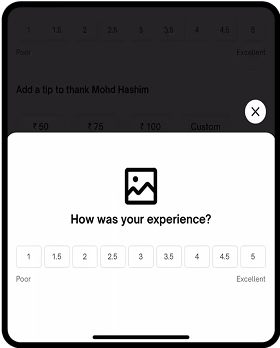 1 1.5 2 2.5 3 3.5 4 4.5 5
Poor Excellent
Add a tip to thank Mohd Hashim
₹50 ₹75 ₹100 Custom
How was your experience?
1 1.5 2 2.5 3 3.5 4 4.5 5
Poor Excellent